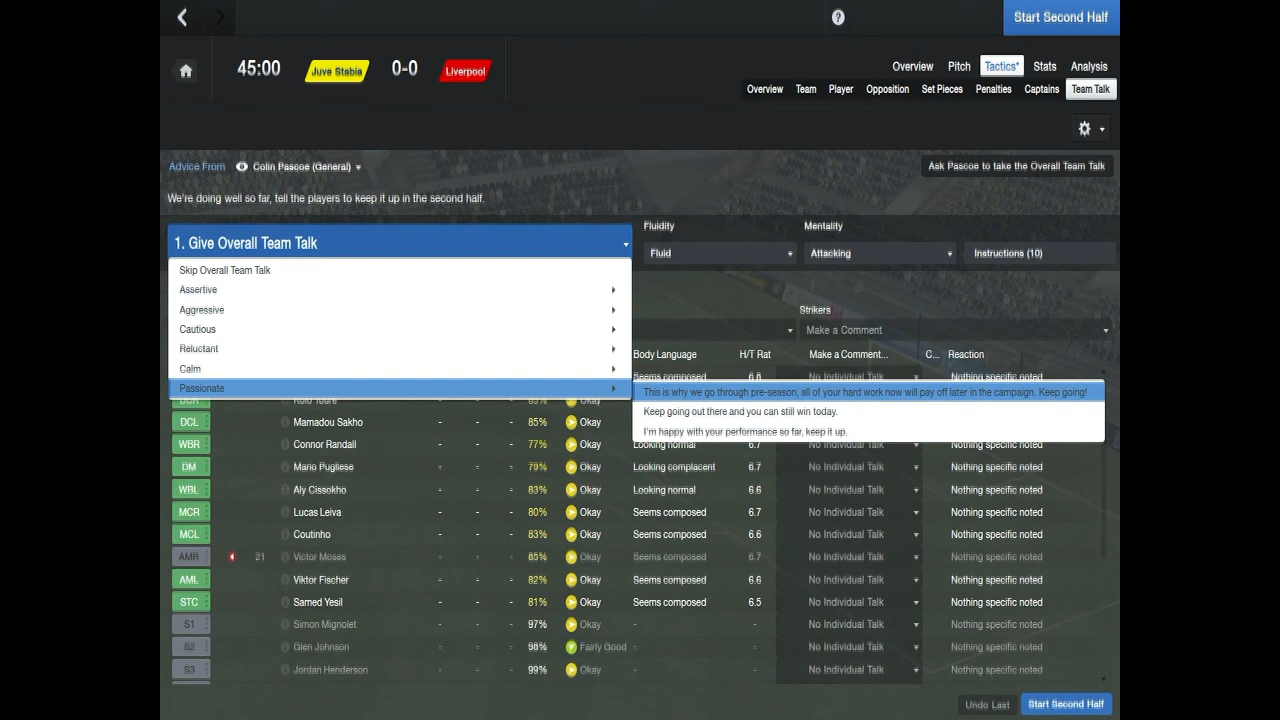 Start Second Half
45:00 Juve Stabia 0-0 Liverpool
Overview Pitch Tactics* Stats Analysis
Overview Team Player Opposition Set Pieces Penalties Captains Team Talk
Advice From Colin Pascoe (General) Ask Pascoe to take the Overall Team Talk
We're doing well so far, tell the players to keep it up in the second half.
1. Give Overall Team Talk
Fluidity Mentality
Fluid Attacking Instructions (10)
Skip Overall Team Talk
Assertive
Aggressive
Cautious
Reluctant
Calm
Passionate
Strikers
Make a Comment
Body Language H/T Rat Make a Comment... C... Reaction
Seems composed 6.8 No Individual Talk Nothing specific noted
This is why we go through pre-season, all of your hard work now will pay off later in the campaign. Keep going!
Keep going out there and you can still win today.
I'm happy with your performance so far, keep it up.
DCR Kolo Toure 85% Okay
DCL Mamadou Sakho - - - 85% Okay
WBR Connor Randall - - - 77% Okay Looking normal 6.7 No Individual Talk Nothing specific noted
DM Mario Pugliese - - - 79% Okay Looking complacent 6.7 No Individual Talk Nothing specific noted
WBL Aly Cissokho - - - 83% Okay Looking normal 6.6 No Individual Talk Nothing specific noted
MCR Lucas Leiva - - - 80% Okay Seems composed 6.7 No Individual Talk Nothing specific noted
MCL Coutinho - - - 83% Okay Seems composed 6.6 No Individual Talk Nothing specific noted
AMR 21 Victor Moses - - - 85% Okay Seems composed 6.7 No Individual Talk Nothing specific noted
AML Viktor Fischer - - - 82% Okay Seems composed 6.6 No Individual Talk Nothing specific noted
STC Samed Yesil - - - 81% Okay Seems composed 6.5 No Individual Talk Nothing specific noted
S1 Simon Mignolet 97% Okay - - No Individual Talk Nothing specific noted
S2 Glen Johnson 98% Fairly Good - - No Individual Talk Nothing specific noted
S3 Jordan Henderson 99% Okay - - No Individual Talk Nothing specific noted
Undo Last Start Second Half